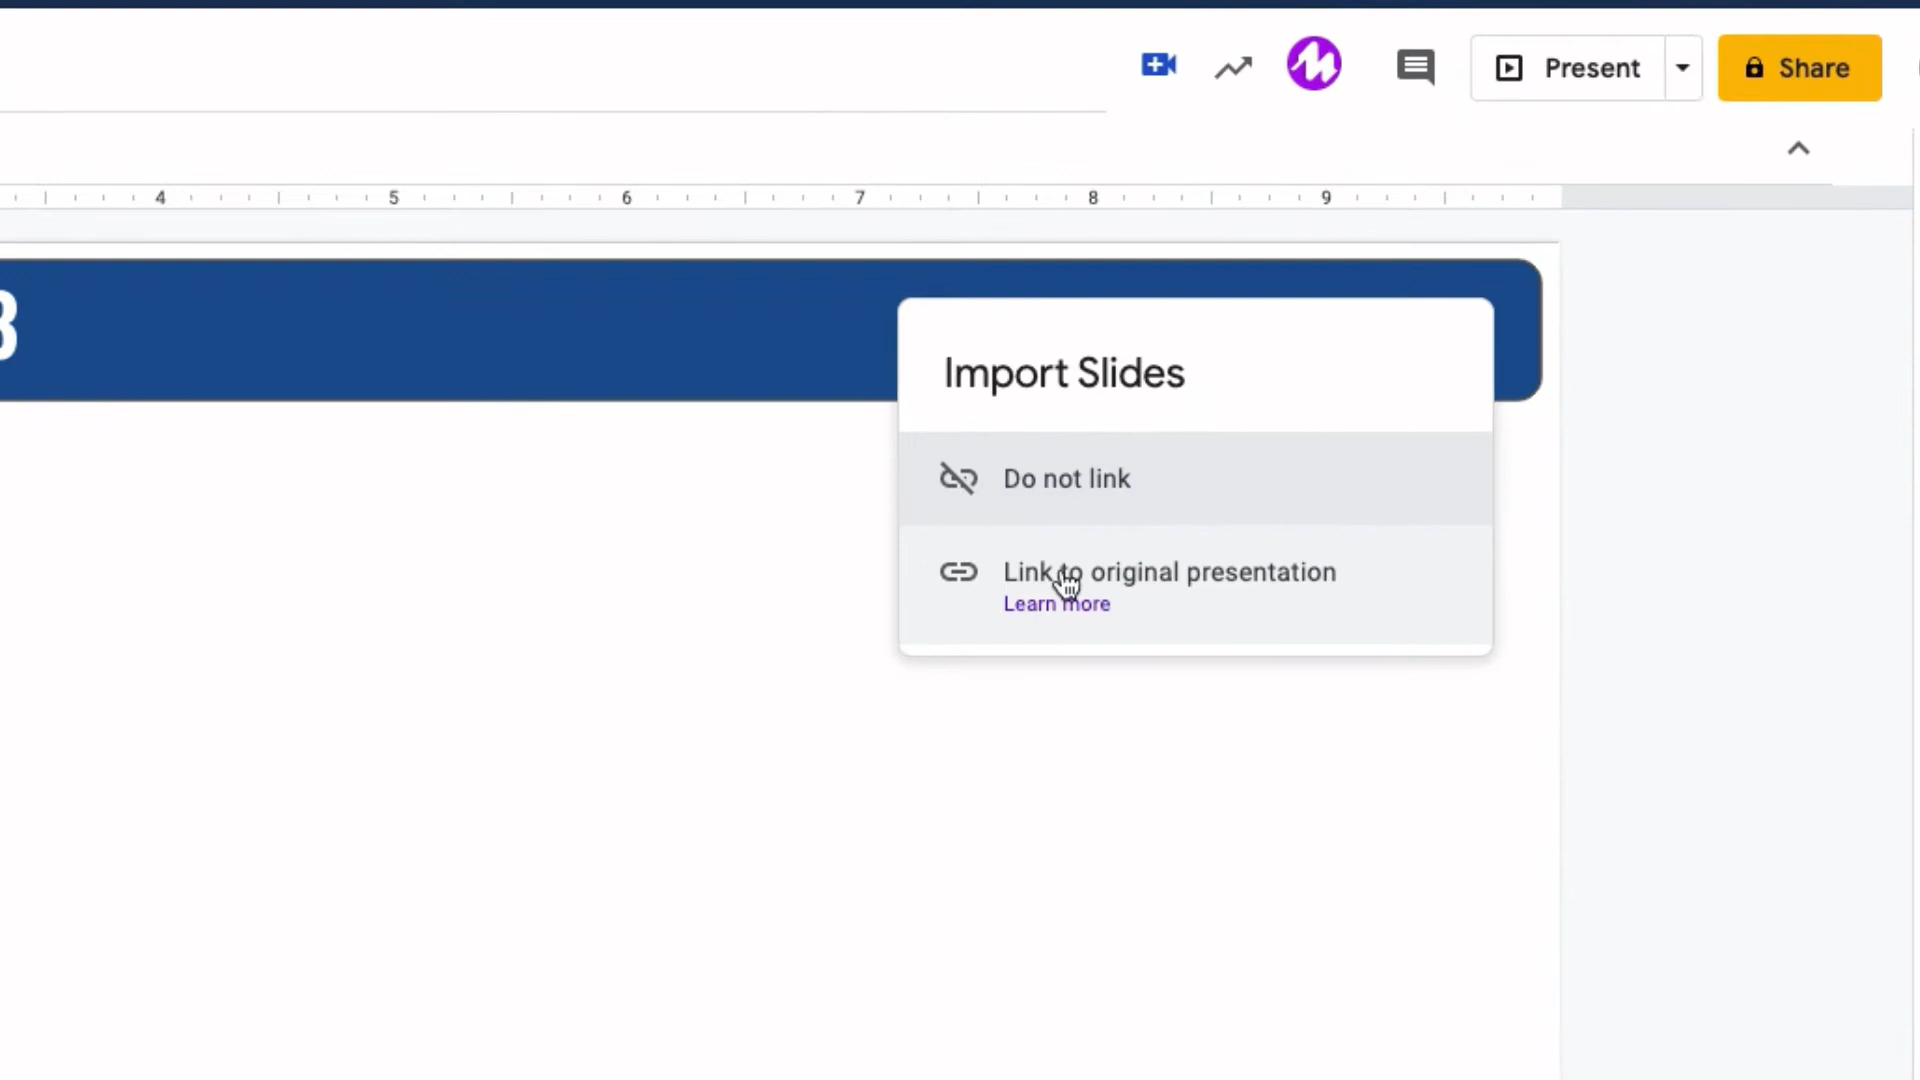 Present
Share
4 5 6 7 8 9
3
Import Slides
Do not link
Link to original presentation
Learn more